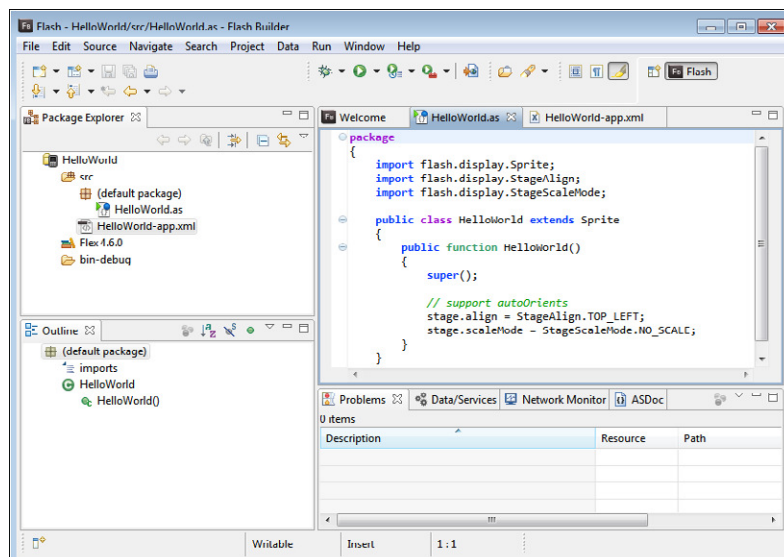 Fb Flash - HelloWorld/src/HelloWorld.as - Flash Builder
File Edit Source Navigate Search Project Data Run Window Help
Fb Flash
Package Explorer
HelloWorld
src
(default package)
HelloWorld.as
HelloWorld-app.xml
Flex 4.6.0
bin-debug
Outline
(default package)
imports
HelloWorld
HelloWorld()
Fb Welcome HelloWorld.as HelloWorld-app.xml
package
{
import flash.display.Sprite;
import flash.display.StageAlign;
import flash.display.StageScaleMode;
public class HelloWorld extends Sprite
{
public function HelloWorld()
{
super();
// support autoOrients
stage.align = StageAlign.TOP_LEFT;
stage.scaleMode = StageScaleMode.NO_SCALE;
}
}
Problems Data/Services Network Monitor ASDoc
0 items
Description Resource Path
Writable Insert 1 : 1